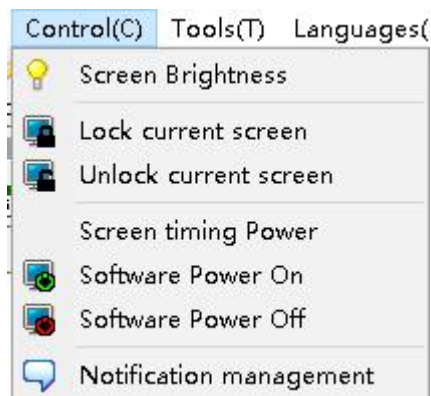 Control(C) Tools(T) Languages(
Screen Brightness
Lock current screen
Unlock current screen
Screen timing Power
Software Power On
Software Power Off
Notification management